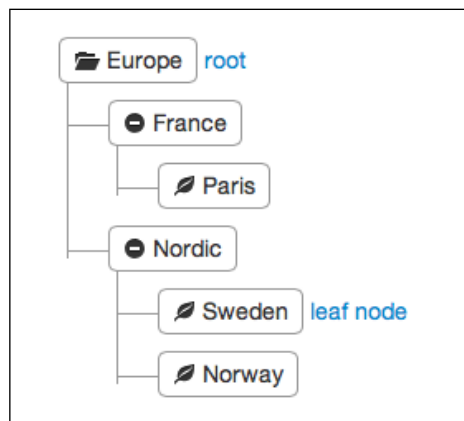 Europe root
France
Paris
Nordic
Sweden leaf node
Norway